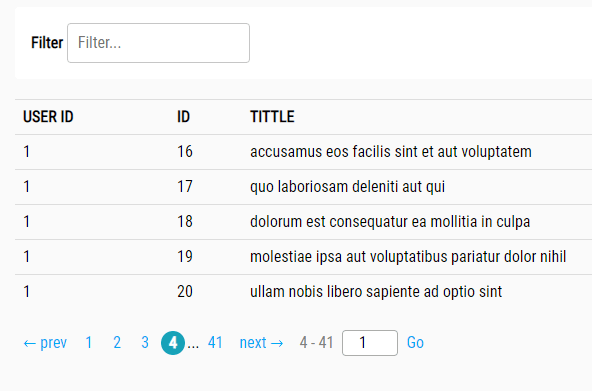 Filter Filter...
USER ID ID TITTLE
1 16 accusamus eos facilis sint et aut voluptatem
1 17 quo laboriosam deleniti aut qui
1 18 dolorum est consequatur ea mollitia in culpa
1 19 molestiae ipsa aut voluptatibus pariatur dolor nihil
1 20 ullam nobis libero sapiente ad optio sint
← prev 1 2 3 4 ... 41 next → 4 - 41 1 Go